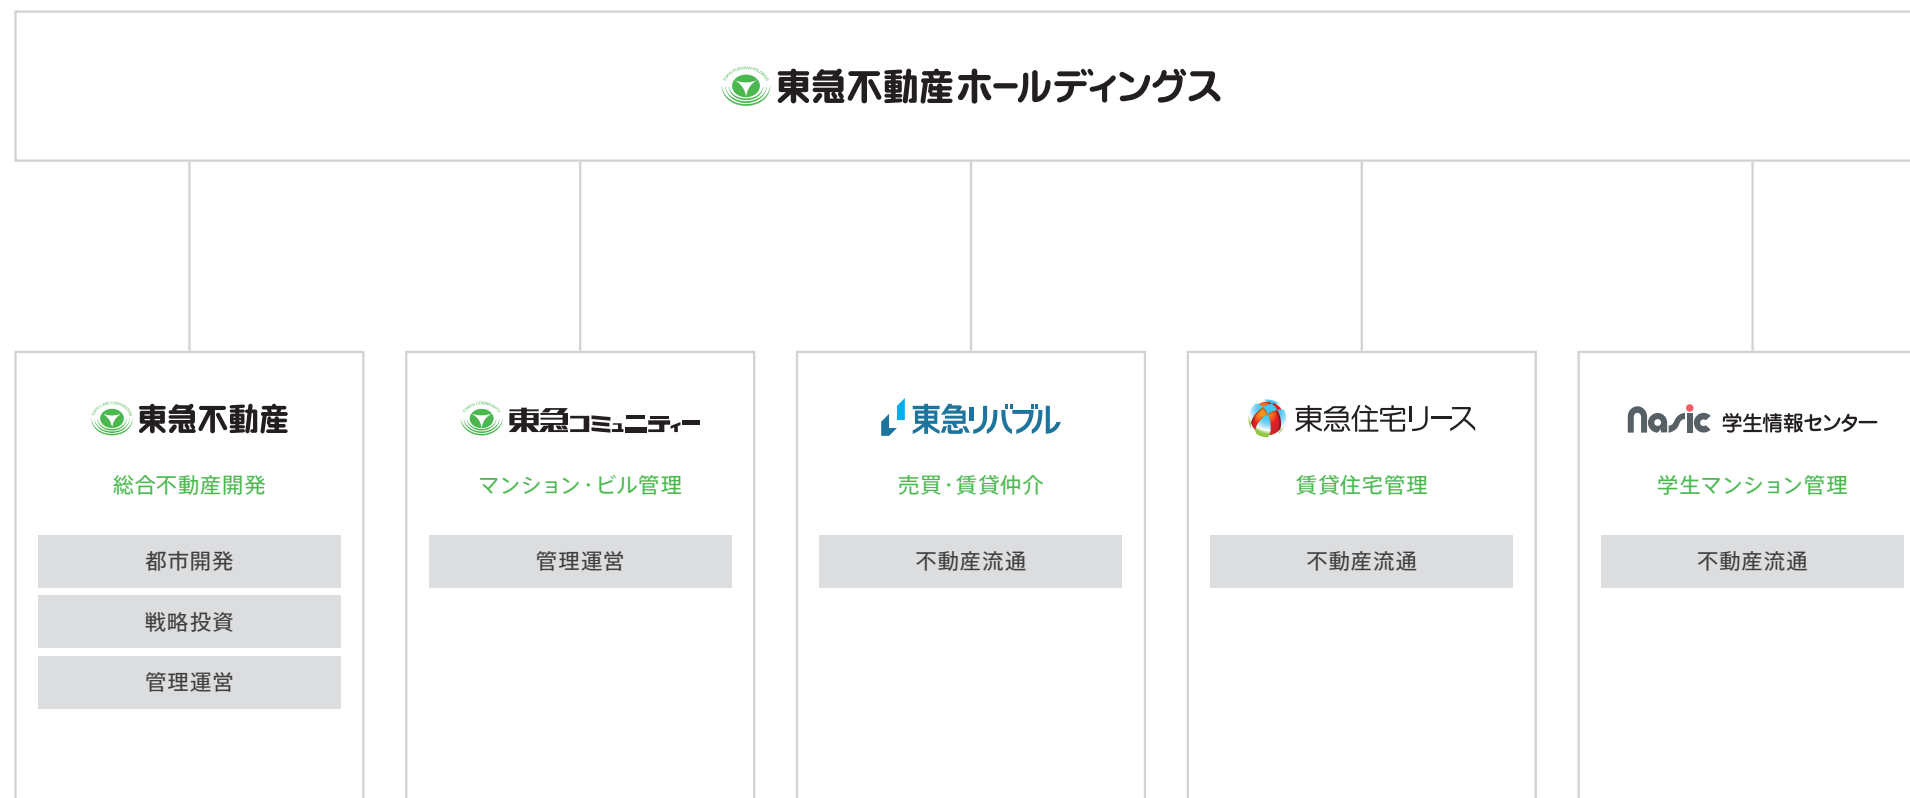 東急不動産ホールディングス
東急不動産
総合不動産開発
都市開発
戦略投資
管理運営
東急コミュニティー
マンション・ビル管理
管理運営
東急リバブル
売買・賃貸仲介
不動産流通
東急住宅リース
賃貸住宅管理
不動産流通
nasic 学生情報センター
学生マンション管理
不動産流通